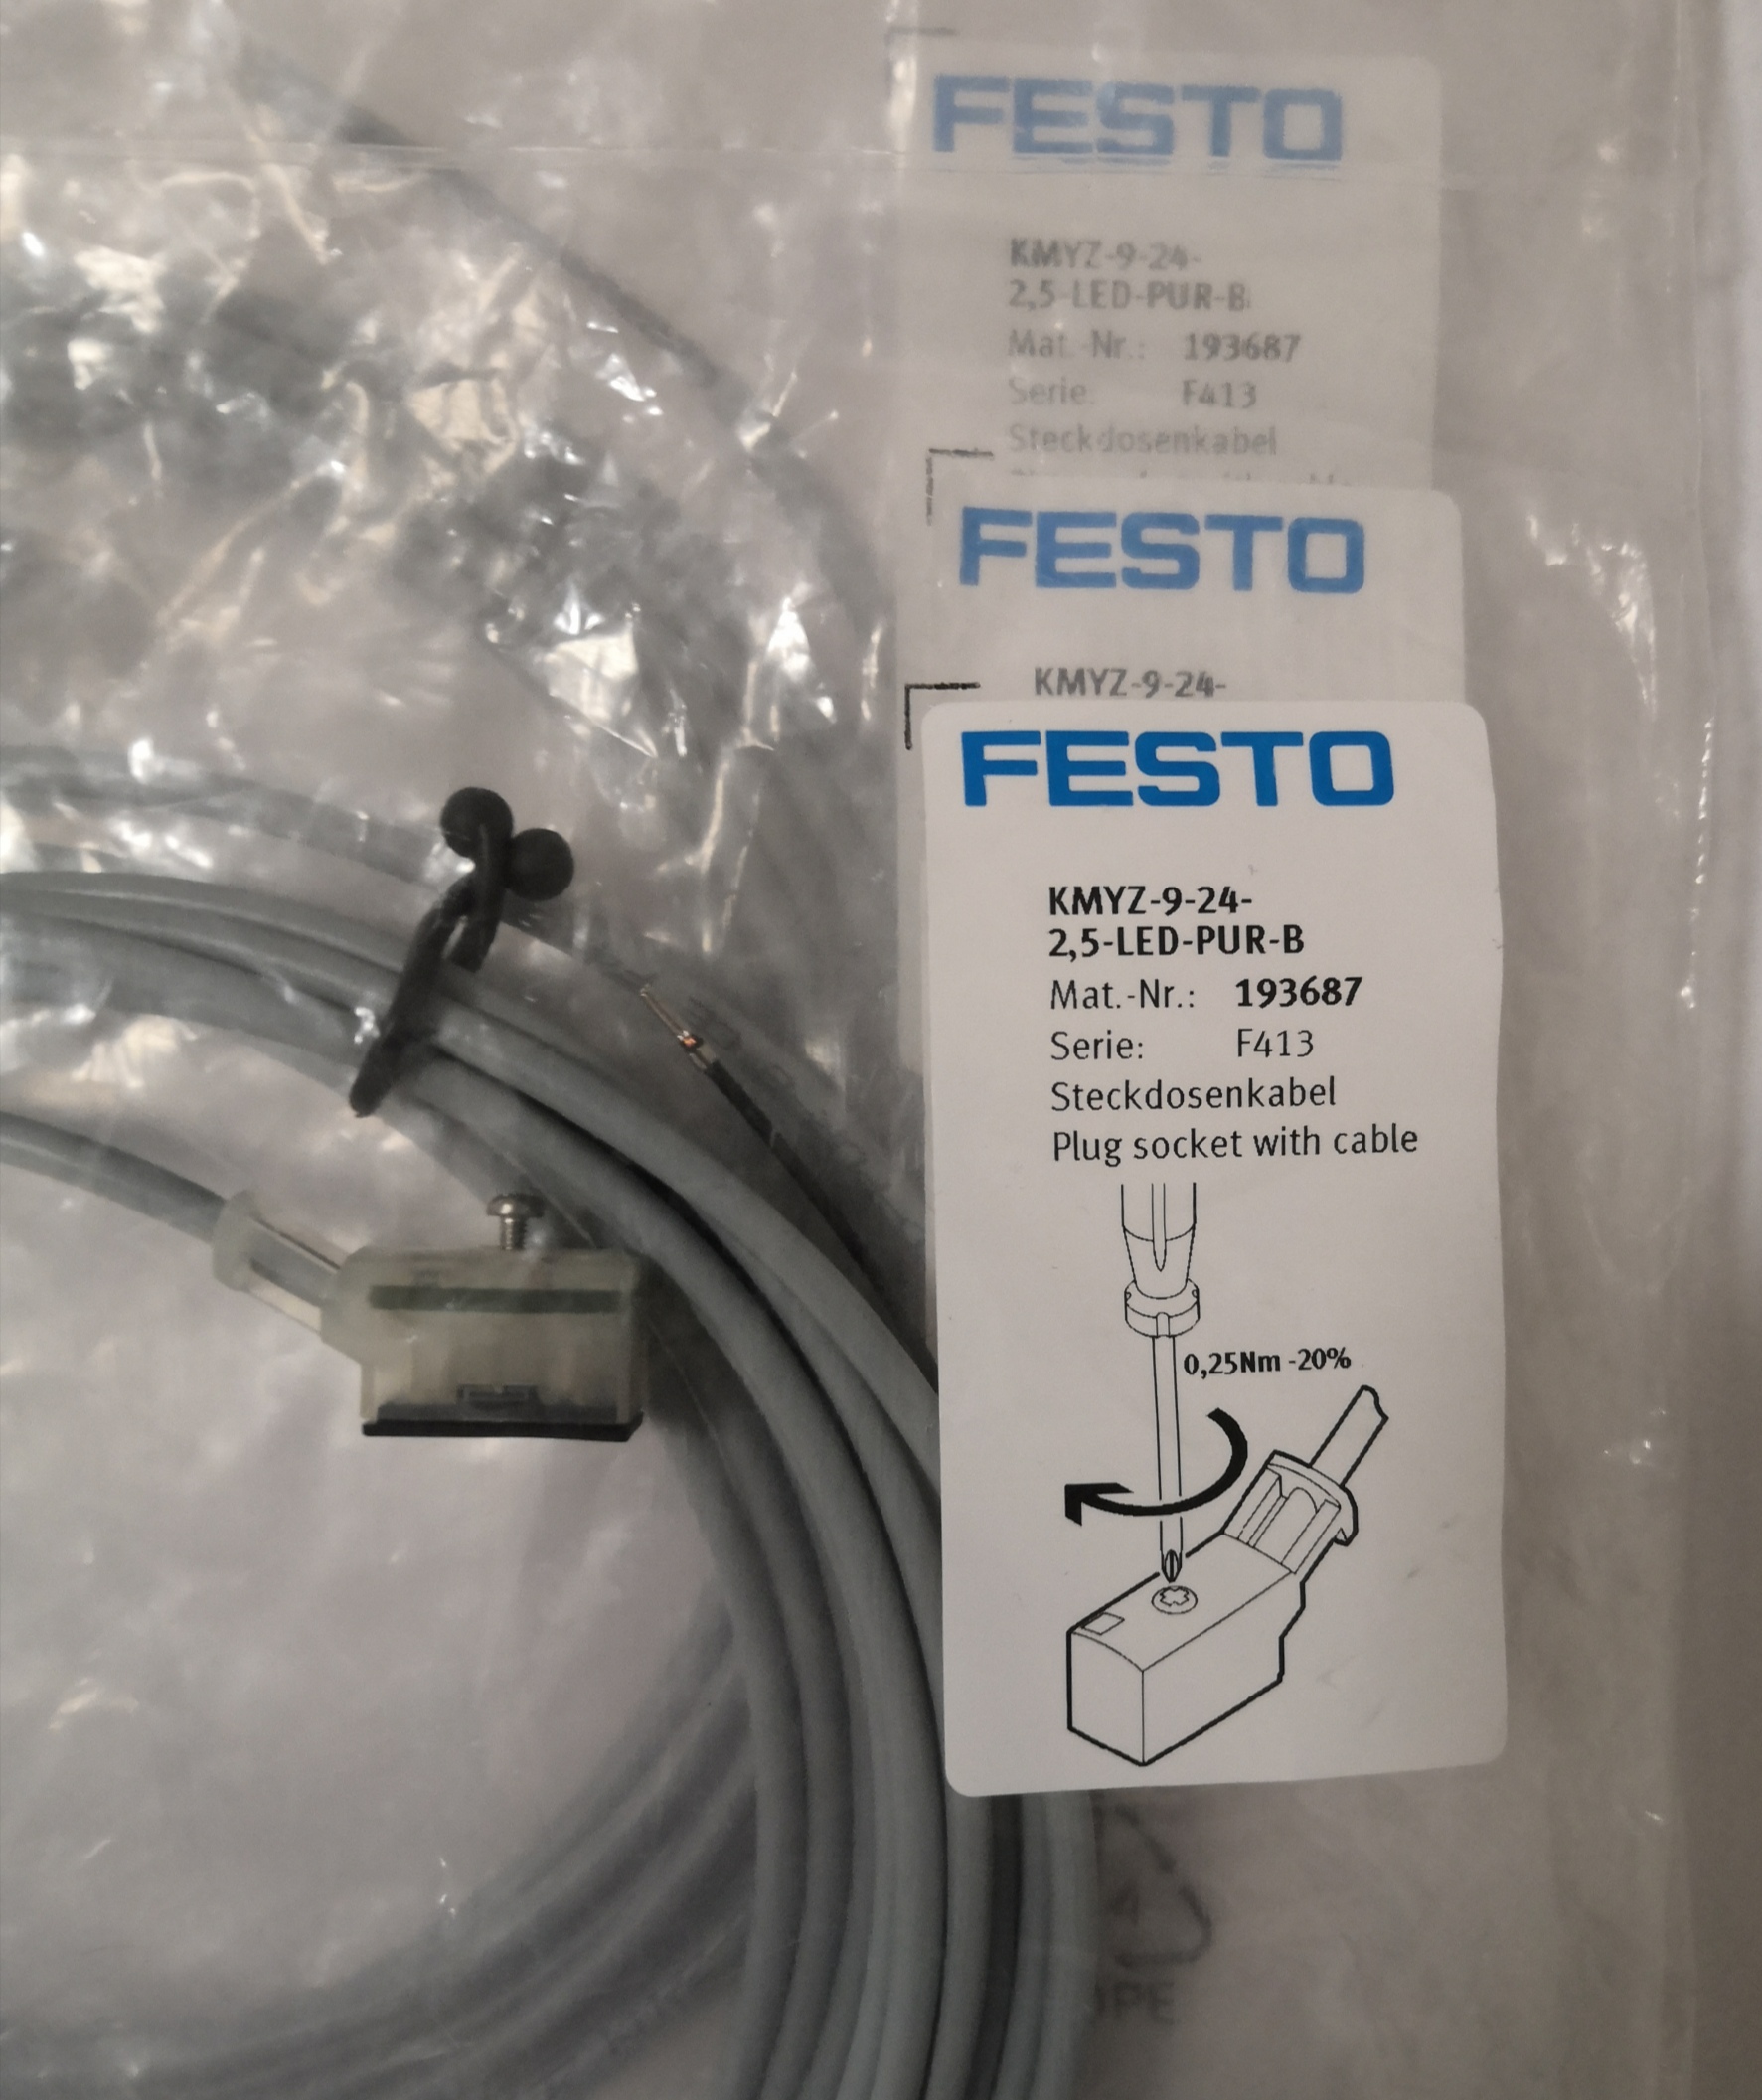 FESTO
KMYZ-9-24-
2,5-LED-PUR-B
Mat.-Nr.: 193687
Serie: F413
Steckdosenkabel
FESTO
KMYZ-9-24-
FESTO
KMYZ-9-24-
2,5-LED-PUR-B
Mat.-Nr.: 193687
Serie: F413
Steckdosenkabel
Plug socket with cable
0,25Nm -20%